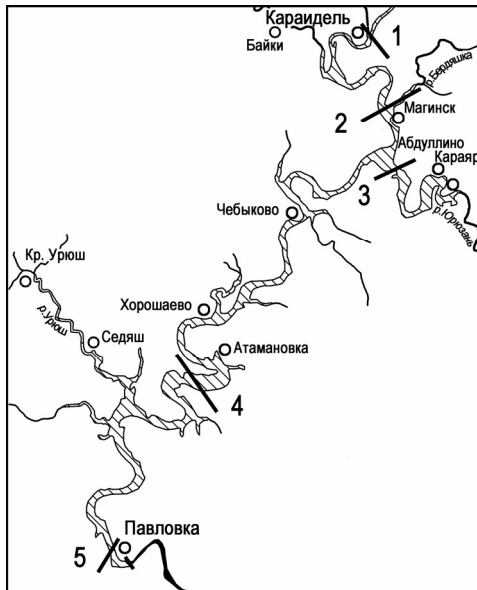 Караидель
Байки
1
р.Бердяшка
2
Магинск
Абдуллино
Караяр
3
р.Юрюзань
Чебыково
Кр. Урюш
р.Урюш
Хорошаево
Седяш
Атамановка
4
Павловка
5